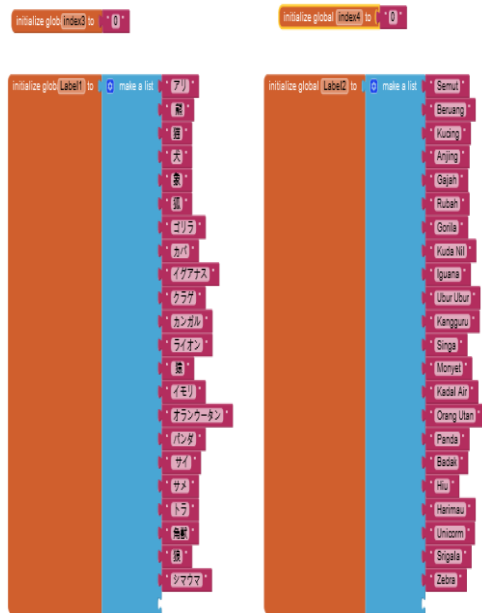 initialize glob index3 to " 0 "
initialize global index4 to " 0 "
initialize glob Label1 to make a list " アリ "
" 猫 "
" 犬 "
" 象 "
" 狐 "
" ゴリラ "
" カバ "
" イグアナス "
" クラゲ "
" カンガル "
" ライオン "
" 猿 "
" イモリ "
" オランウータン "
" パンダ "
" サイ "
" サメ "
" トラ "
" 角獣 "
" 狼 "
" シマウマ "
initialize global Label2 to make a list " Semut "
" Beruang "
" Kucing "
" Anjing "
" Gajah "
" Rubah "
" Gorila "
" Kuda Nil "
" Iguana "
" Ubur Ubur "
" Kangguru "
" Singa "
" Monyet "
" Kadal Air "
" Orang Utan "
" Panda "
" Badak "
" Hiu "
" Harimau "
" Unicorm "
" Srigala "
" Zebra "